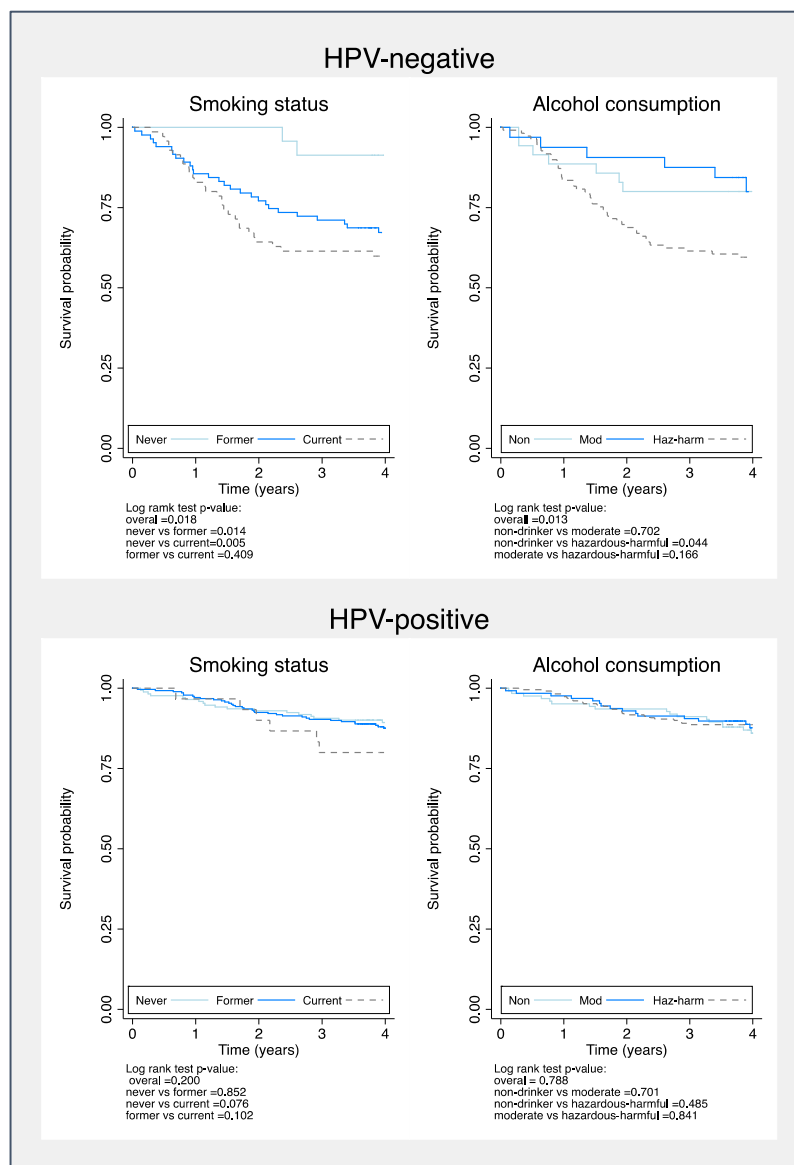 HPV-negative
Smoking status
Survival probability
1.00
0.75
0.50
0.25
0.00
Never Former Current
0 1 2 3 4
Time (years)
Log ramk test p-value:
overal =0.018
never vs former =0.014
never vs current=0.005
former vs current =0.409
Alcohol consumption
Survival probability
1.00
0.75
0.50
0.25
0.00
Non Mod Haz-harm
0 1 2 3 4
Time (years)
Log rank test p-value:
overall =0.013
non-drinker vs moderate =0.702
non-drinker vs hazardous-harmful =0.044
moderate vs hazardous-harmful =0.166
HPV-positive
Smoking status
Survival probability
1.00
0.75
0.50
0.25
0.00
Never Former Current
0 1 2 3 4
Time (years)
Log rank test p-value:
overal =0.200
never vs former =0.852
never vs current =0.076
former vs current =0.102
Alcohol consumption
Survival probability
1.00
0.75
0.50
0.25
0.00
Non Mod Haz-harm
0 1 2 3 4
Time (years)
Log rank test p-value:
overall = 0.788
non-drinker vs moderate =0.701
non-drinker vs hazardous-harmful =0.485
moderate vs hazardous-harmful =0.841